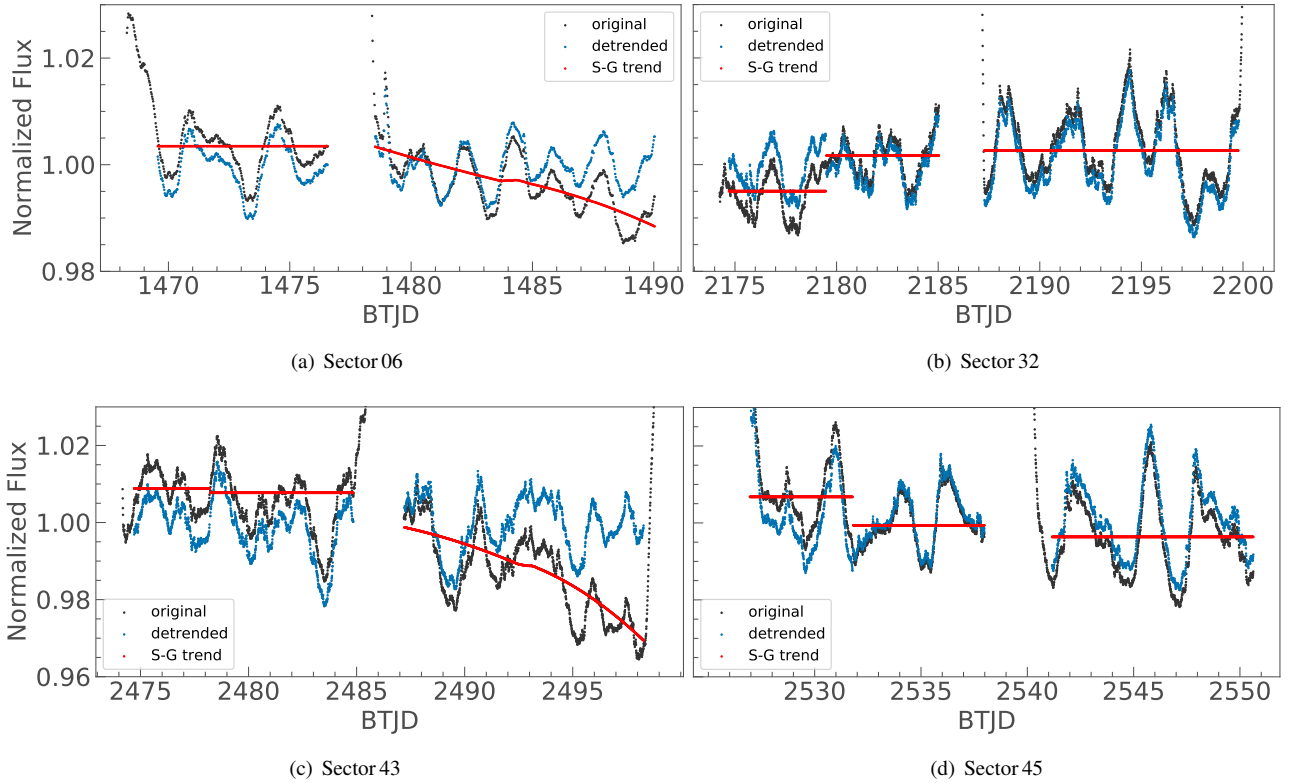 Normalized Flux
1.02
1.00
0.98
original
detrended
S-G trend
1470
1475
1480
1485
1490
BTJD
(a) Sector 06
original
detrended
S-G trend
2175
2180
2185
2190
2195
2200
BTJD
(b) Sector 32
Normalized Flux
1.02
1.00
0.98
0.96
original
detrended
S-G trend
2475
2480
2485
2490
2495
BTJD
(c) Sector 43
original
detrended
S-G trend
2530
2535
2540
2545
2550
BTJD
(d) Sector 45